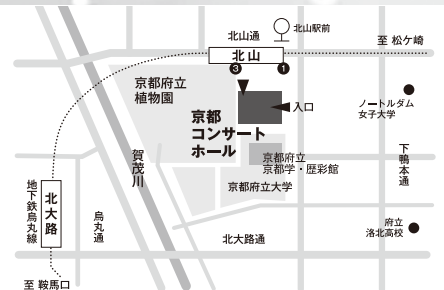 北山通
北山駅前
至 松ケ崎
北山
3
1
京都府立
植物園
入口
京都
コンサート
ホール
ノートルダム
女子大学
賀茂川
京都府立
京都学・歴彩館
下鴨本通
京都府立大学
地下鉄烏丸線
北大路
烏丸通
北大路通
府立
洛北高校
至 鞍馬口